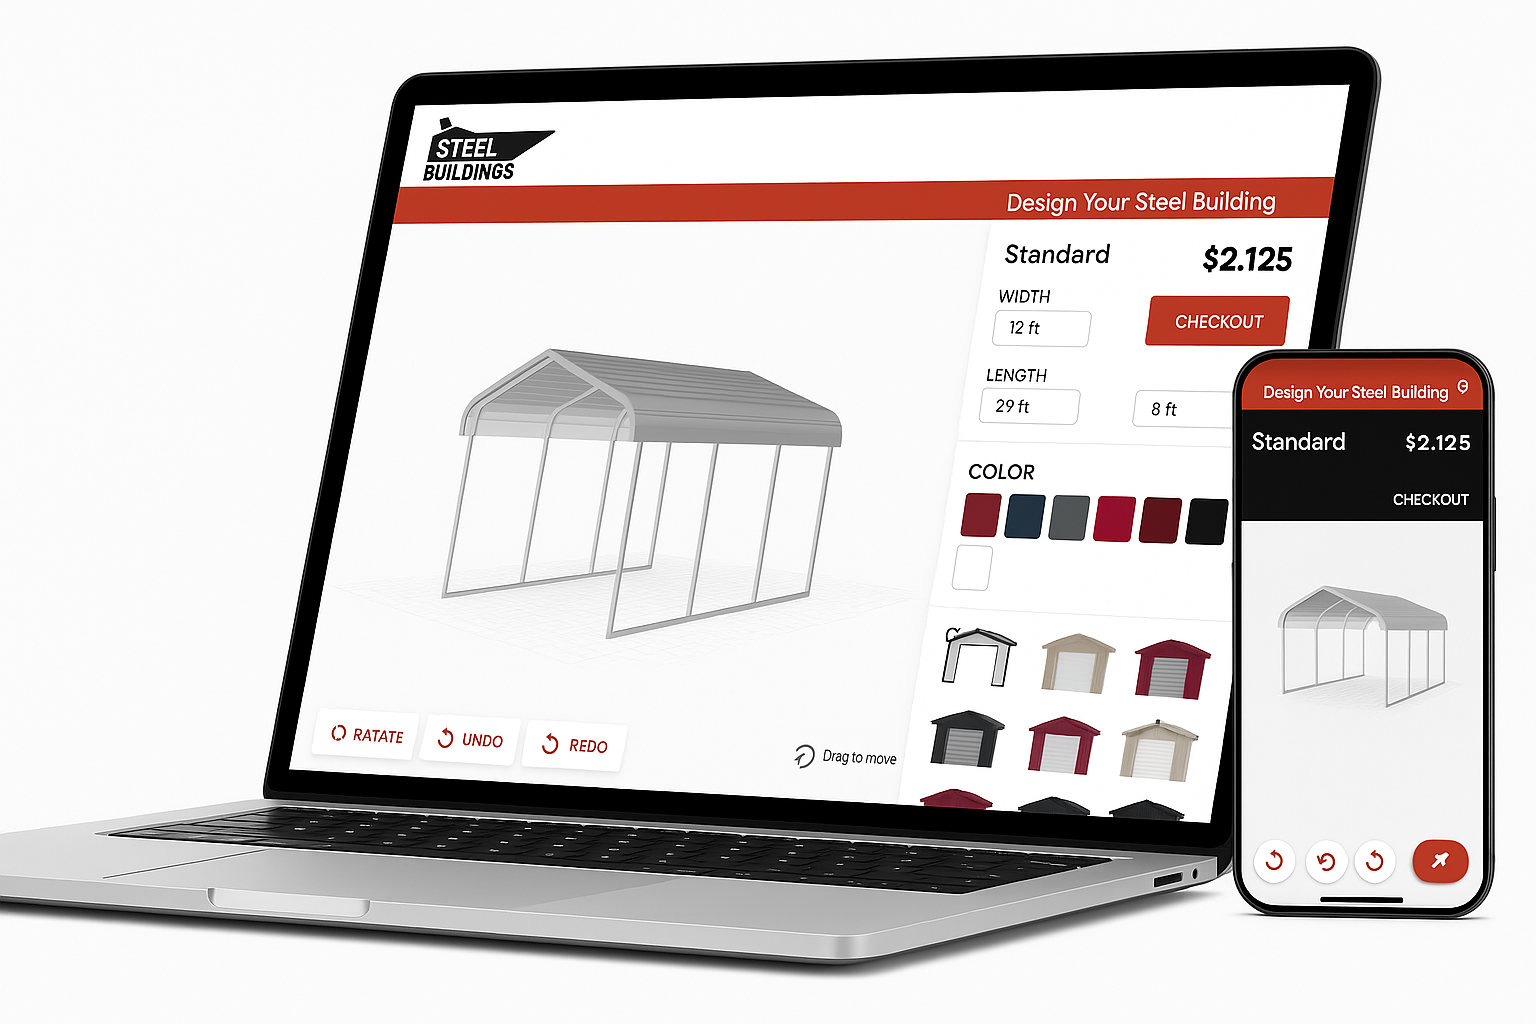 STEEL
BUILDINGS
Design Your Steel Building
Standard
$2.125
WIDTH
12 ft
CHECKOUT
LENGTH
29 ft
8 ft
COLOR
RATATE
UNDO
REDO
Drag to move
Design Your Steel Building
Standard
$2.125
CHECKOUT